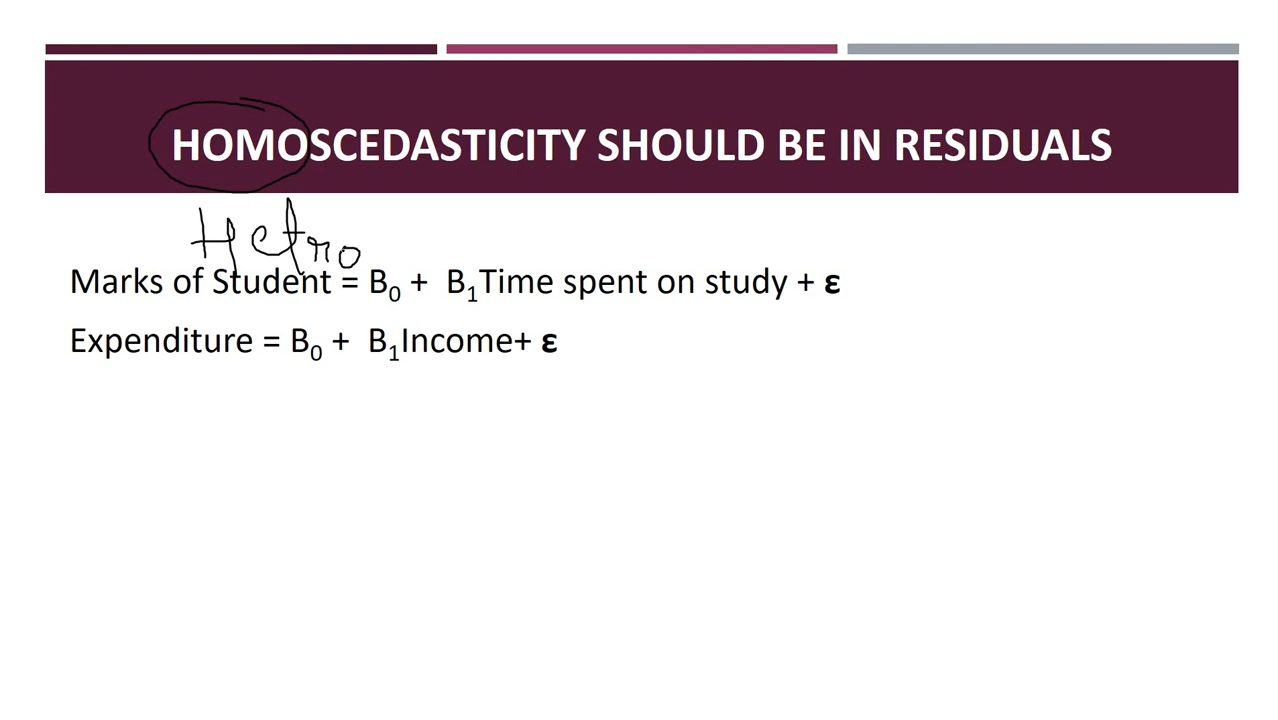 HOMOSCEDASTICITY SHOULD BE IN RESIDUALS
Hetro
Marks of Student = B₀ + B₁Time spent on study + ε
Expenditure = B₀ + B₁Income+ ε